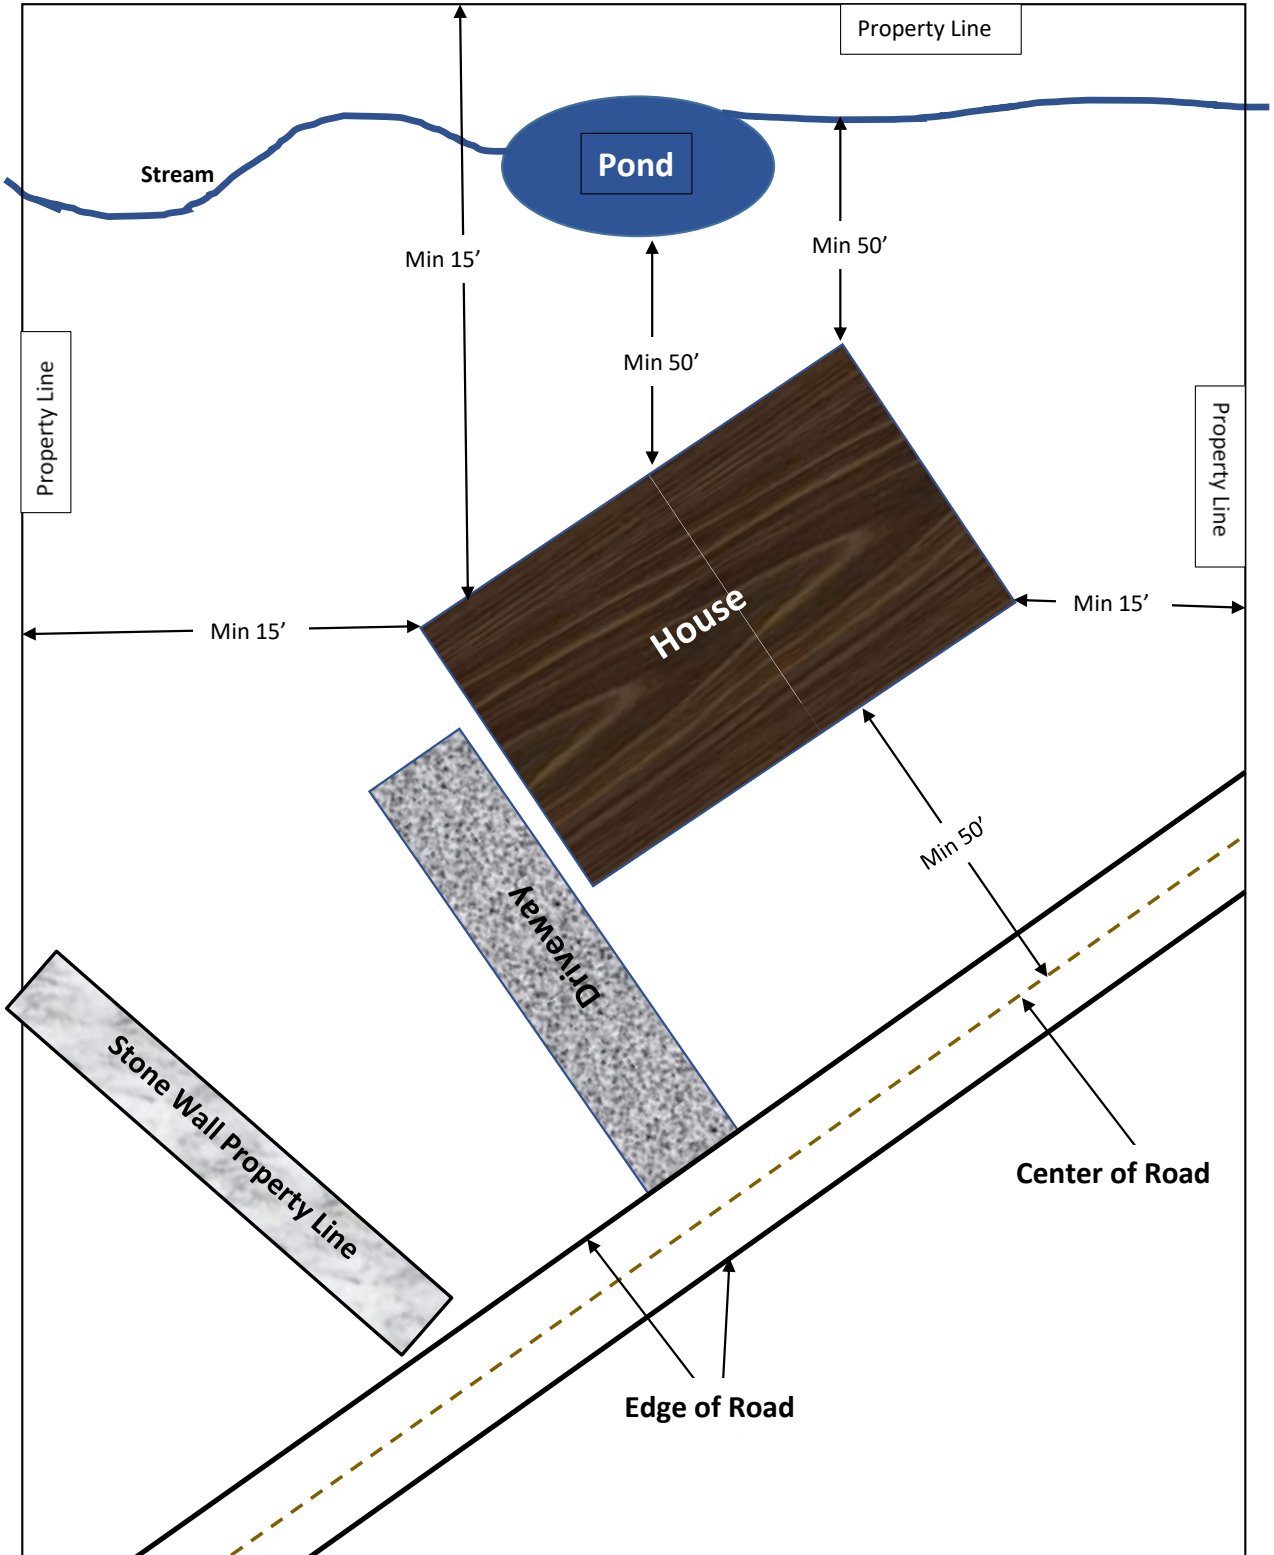 Property Line
Pond
Stream
Min 15’
Min 50’
Min 50’
Property Line
Property Line
House
Min 15’
Min 15’
Min 50’
Driveway
Stone Wall Property Line
Center of Road
Edge of Road